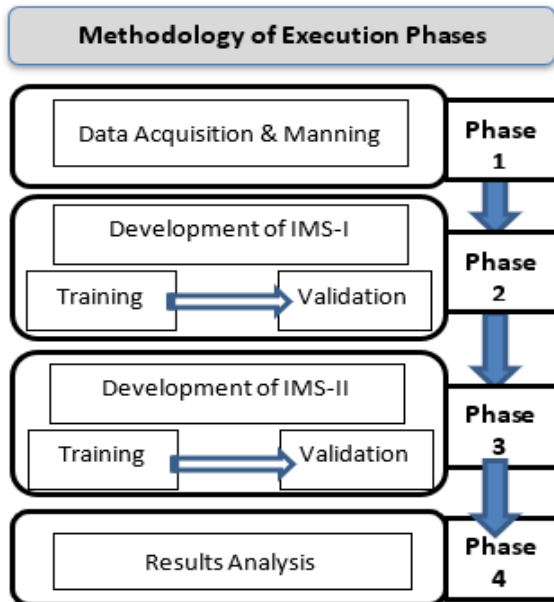 Methodology of Execution Phases
Data Acquisition & Manning
Phase
1
Development of IMS-I
Training
Validation
Phase
2
Development of IMS-II
Training
Validation
Phase
3
Results Analysis
Phase
4